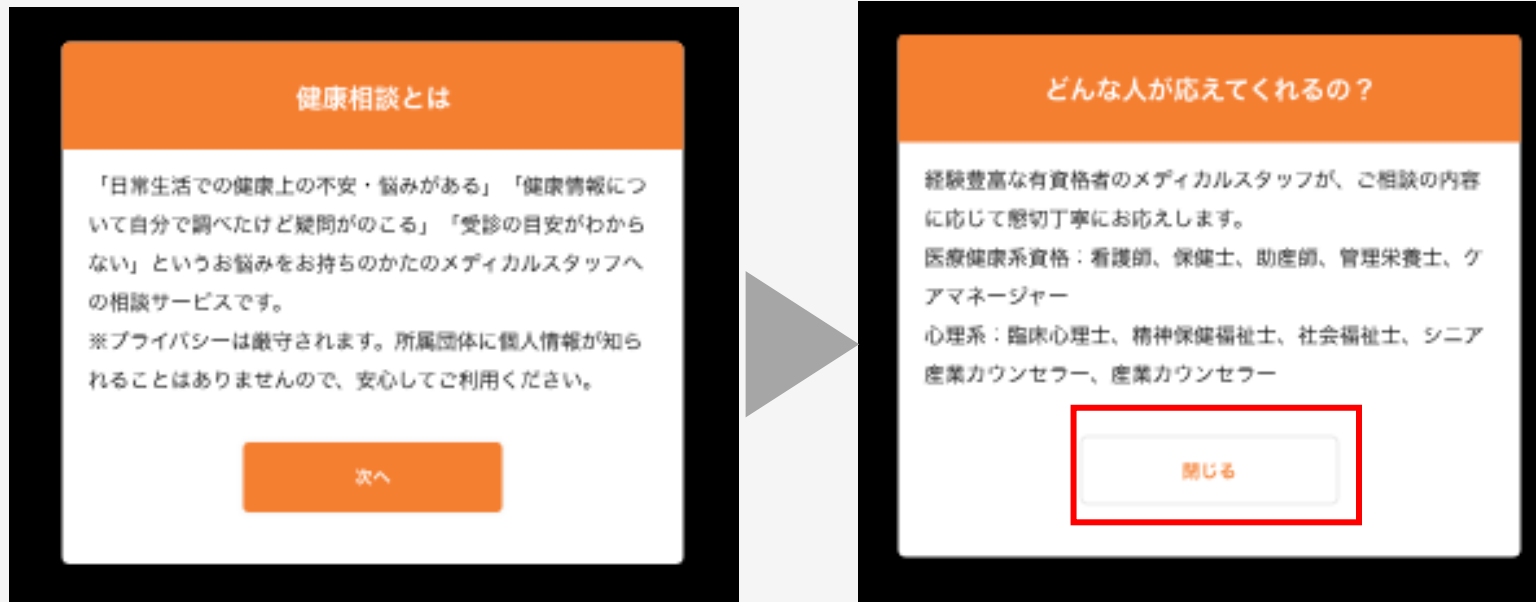 健康相談とは
「日常生活での健康上の不安・悩みがある」「健康情報につ
いて自分で調べたけど疑問がのこる」「受診の目安がわから
ない」というお悩みをお持ちのかたのメディカルスタッフへ
の相談サービスです。
※プライバシーは厳守されます。所属団体に個人情報が知ら
れることはありませんので、安心してご利用ください。
次へ
どんな人が応えてくれるの？
経験豊富な有資格者のメディカルスタッフが、ご相談の内容
に応じて懇切丁寧にお応えします。
医療健康系資格：看護師、保健士、助産師、管理栄養士、ケ
アマネージャー
心理系：臨床心理士、精神保健福祉士、社会福祉士、シニア
産業カウンセラー、産業カウンセラー
閉じる